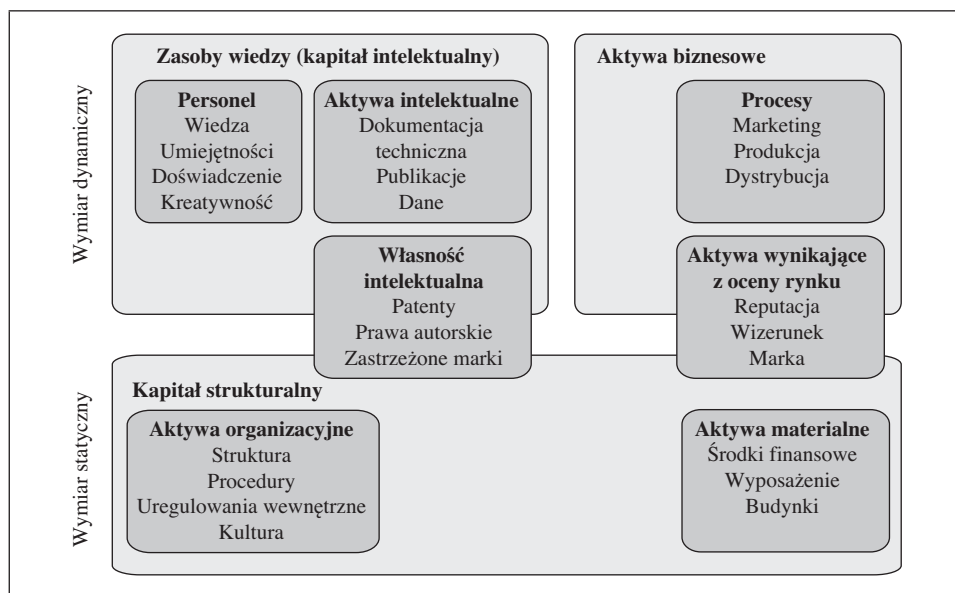 Wymiar dynamiczny
Zasoby wiedzy (kapitał intelektualny)
Personel
Wiedza
Umiejętności
Doświadczenie
Kreatywność
Aktywa intelektualne
Dokumentacja
techniczna
Publikacje
Dane
Własność
intelektualna
Patenty
Prawa autorskie
Zastrzeżone marki
Aktywa biznesowe
Procesy
Marketing
Produkcja
Dystrybucja
Aktywa wynikające
z oceny rynku
Reputacja
Wizerunek
Marka
Wymiar statyczny
Kapitał strukturalny
Aktywa organizacyjne
Struktura
Procedury
Uregulowania wewnętrzne
Kultura
Aktywa materialne
Środki finansowe
Wyposażenie
Budynki